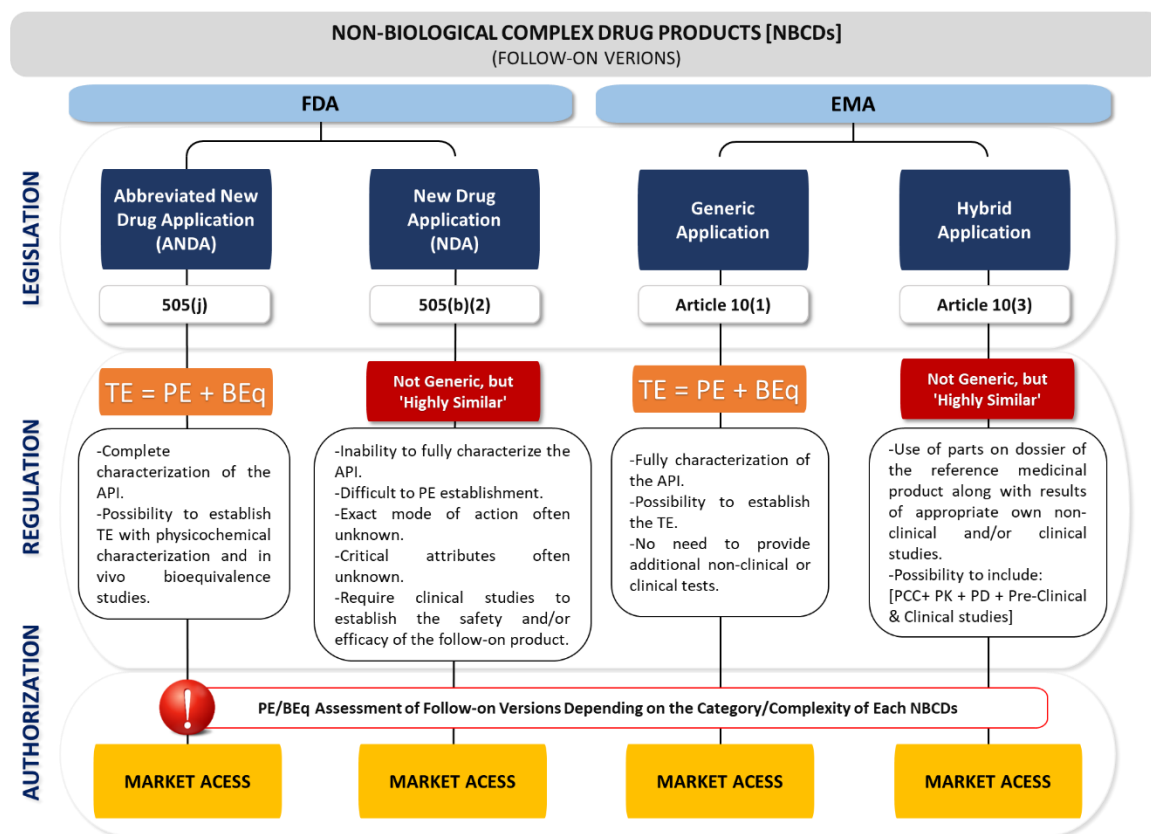 NON-BIOLOGICAL COMPLEX DRUG PRODUCTS [NBCDs]
(FOLLOW-ON VERIONS)
FDA
EMA
LEGISLATION
Abbreviated New
Drug Application
(ANDA)
New Drug
Application
(NDA)
Generic
Application
Hybrid
Application
505(j)
505(b)(2)
Article 10(1)
Article 10(3)
REGULATION
TE = PE + BEq
Not Generic, but
'Highly Similar'
TE = PE + BEq
Not Generic, but
'Highly Similar'
-Complete
characterization of the
API.
-Possibility to establish
TE with physicochemical
characterization and in
vivo bioequivalence
studies.
-Inability to fully characterize the
API.
-Difficult to PE establishment.
-Exact mode of action often
unknown.
-Critical attributes often
unknown.
-Require clinical studies to
establish the safety and/or
efficacy of the follow-on product.
-Fully characterization of
the API.
-Possibility to establish
the TE.
-No need to provide
additional non-clinical or
clinical tests.
-Use of parts on dossier of
the reference medicinal
product along with results
of appropriate own non-
clinical and/or clinical
studies.
-Possibility to include:
[PCC+ PK + PD + Pre-Clinical
& Clinical studies]
AUTHORIZATION
!
PE/BEq Assessment of Follow-on Versions Depending on the Category/Complexity of Each NBCDs
MARKET ACESS
MARKET ACESS
MARKET ACESS
MARKET ACESS